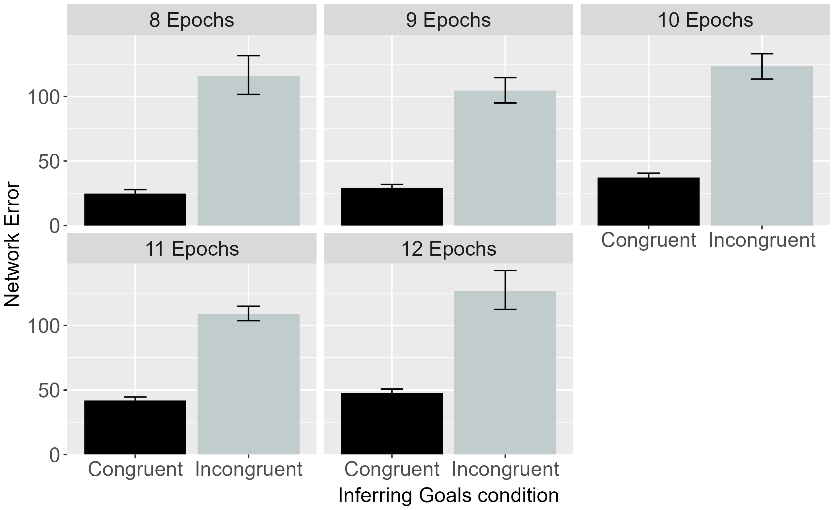 8 Epochs
9 Epochs
10 Epochs
100
50
0
Congruent
Incongruent
11 Epochs
12 Epochs
100
50
0
Congruent
Incongruent
Congruent
Incongruent
Network Error
Inferring Goals condition